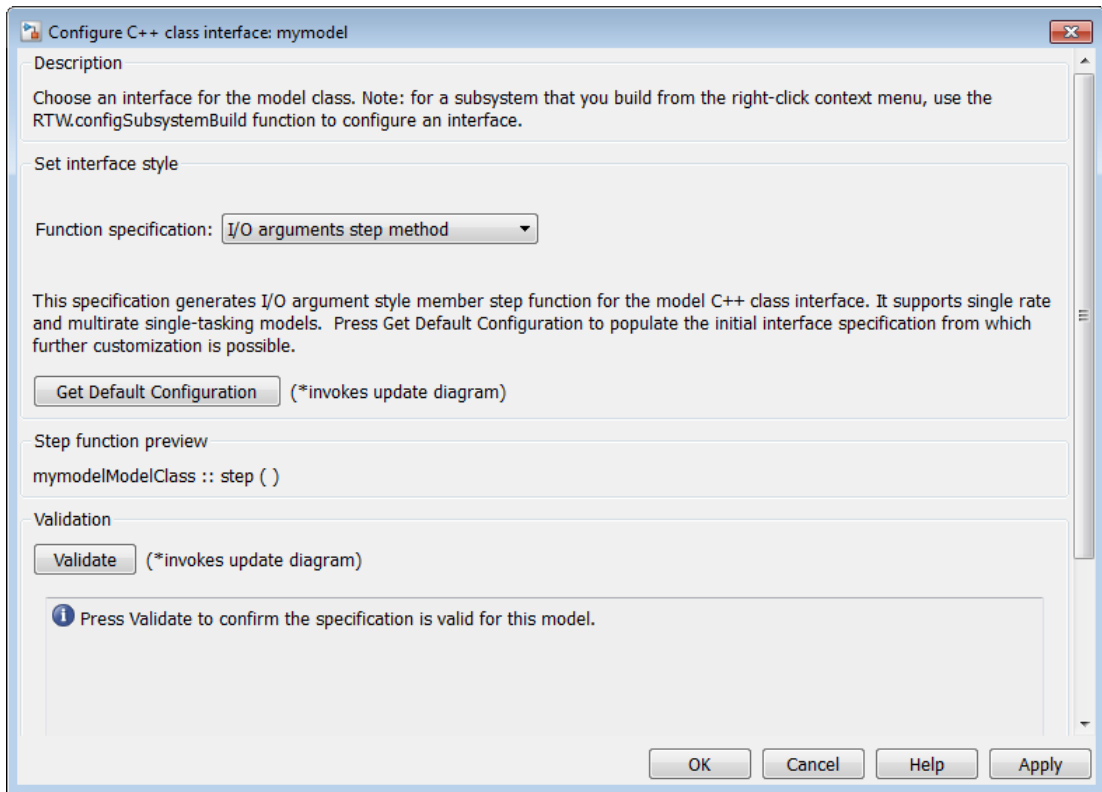 Configure C++ class interface: mymodel
Description
Choose an interface for the model class. Note: for a subsystem that you build from the right-click context menu, use the
RTW.configSubsystemBuild function to configure an interface.
Set interface style
Function specification: I/O arguments step method
This specification generates I/O argument style member step function for the model C++ class interface. It supports single rate
and multirate single-tasking models.  Press Get Default Configuration to populate the initial interface specification from which
further customization is possible.
Get Default Configuration (*invokes update diagram)
Step function preview
mymodelModelClass :: step ( )
Validation
Validate (*invokes update diagram)
Press Validate to confirm the specification is valid for this model.
OK Cancel Help Apply